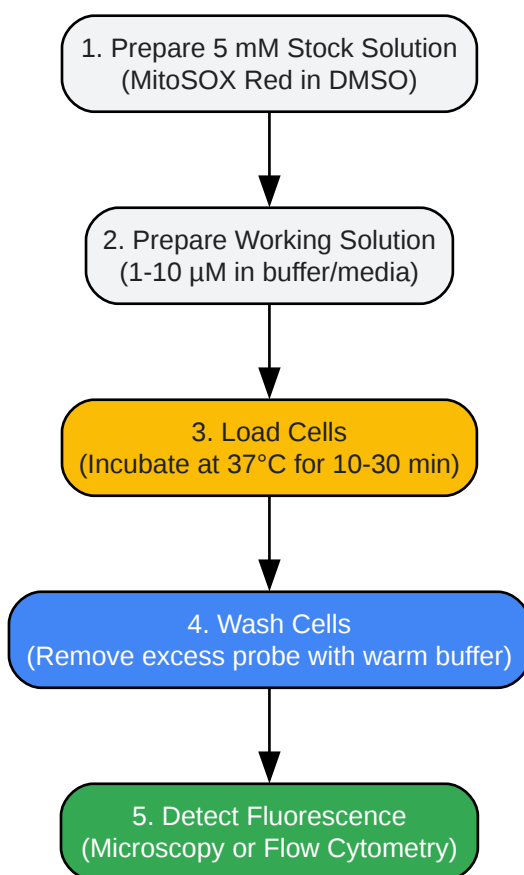 1. Prepare 5 mM Stock Solution
(MitoSOX Red in DMSO)
2. Prepare Working Solution
(1-10 µM in buffer/media)
3. Load Cells
(Incubate at 37°C for 10-30 min)
4. Wash Cells
(Remove excess probe with warm buffer)
5. Detect Fluorescence
(Microscopy or Flow Cytometry)